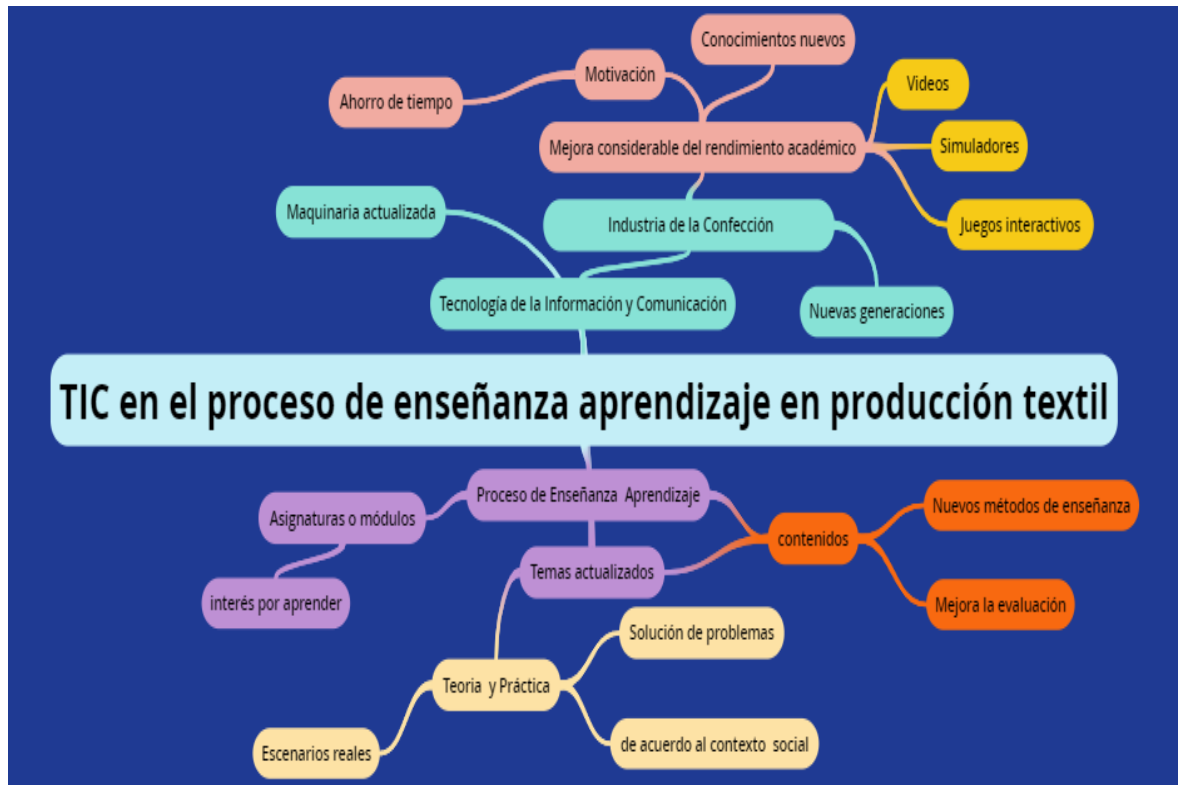 Conocimientos nuevos
Motivación
Ahorro de tiempo
Videos
Mejora considerable del rendimiento académico
Simuladores
Maquinaria actualizada
Industria de la Confección
Juegos interactivos
Tecnología de la Información y Comunicación
Nuevas generaciones
TIC en el proceso de enseñanza aprendizaje en producción textil
Proceso de Enseñanza Aprendizaje
Asignaturas o módulos
Nuevos métodos de enseñanza
contenidos
Temas actualizados
interés por aprender
Mejora la evaluación
Solución de problemas
Teoria y Práctica
Escenarios reales
de acuerdo al contexto social